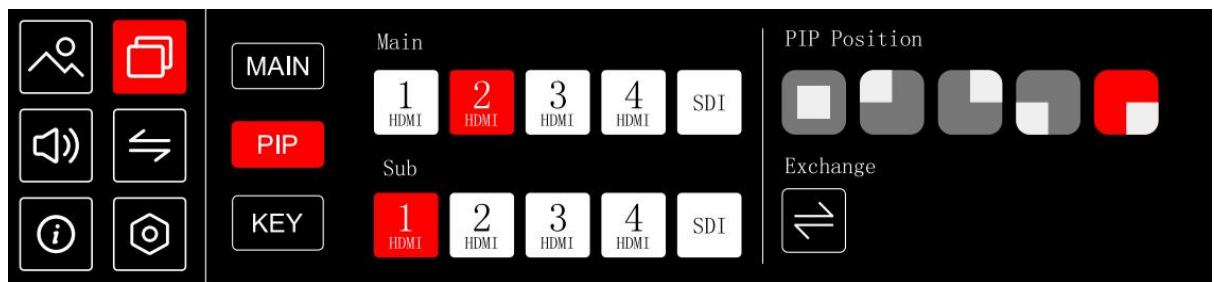 MAIN
PIP
KEY
Main
1 HDMI 2 HDMI 3 HDMI 4 HDMI SDI
Sub
1 HDMI 2 HDMI 3 HDMI 4 HDMI SDI
PIP Position
Exchange